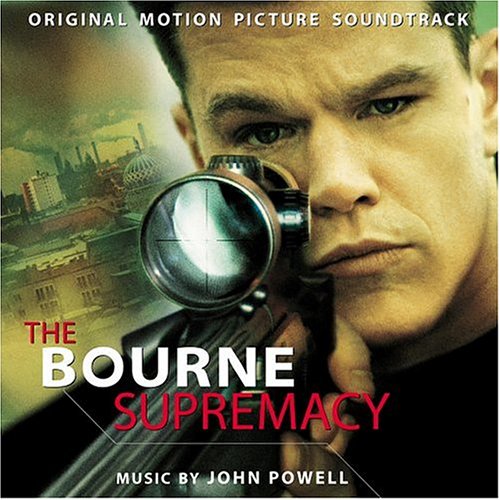 ORIGINAL MOTION PICTURE SOUNDTRACK
THE
BOURNE
SUPREMACY
MUSIC BY JOHN POWELL